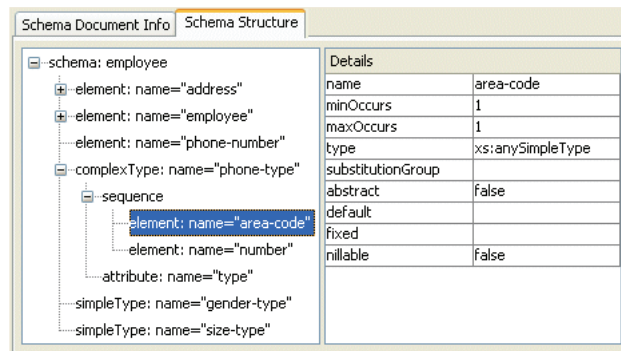 Schema Document Info Schema Structure
schema: employee
element: name="address"
element: name="employee"
element: name="phone-number"
complexType: name="phone-type"
sequence
element: name="area-code"
element: name="number"
attribute: name="type"
simpleType: name="gender-type"
simpleType: name="size-type"
Details
name area-code
minOccurs 1
maxOccurs 1
type xs:anySimpleType
substitutionGroup
abstract false
default
fixed
nillable false